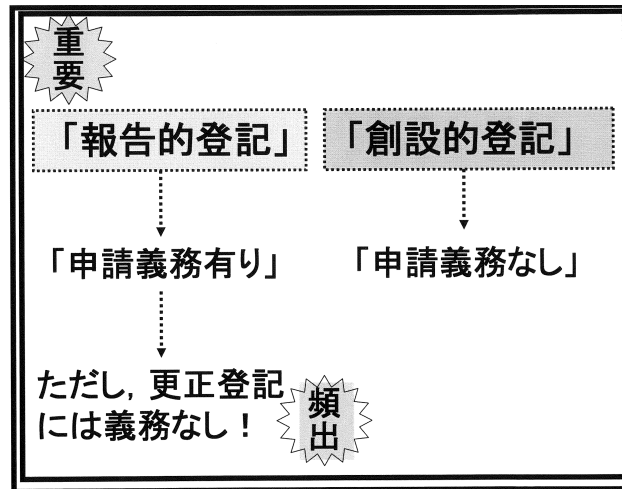 重
要
「報告的登記」
「創設的登記」
「申請義務有り」
「申請義務なし」
ただし，更正登記
には義務なし！
頻
出